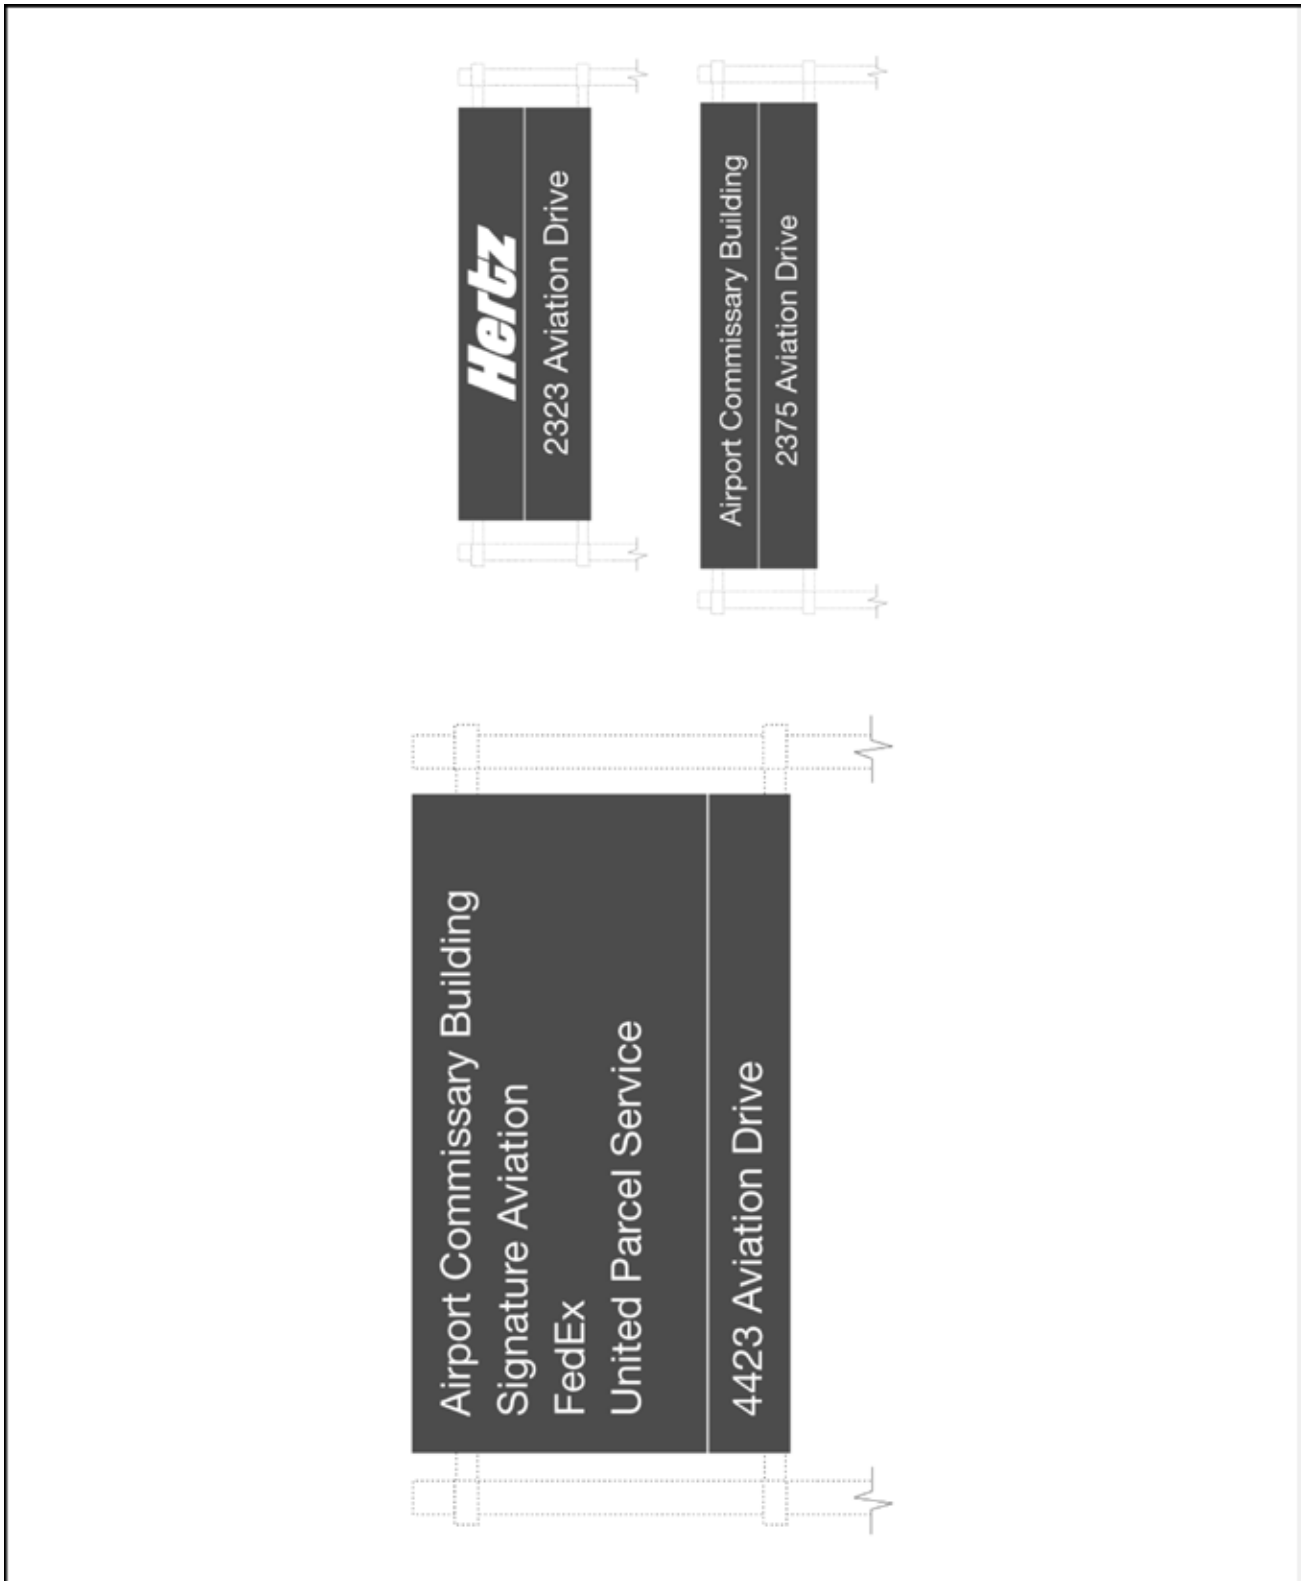 Airport Commissary Building
Signature Aviation
FedEx
United Parcel Service
4423 Aviation Drive
Hertz
2323 Aviation Drive
Airport Commissary Building
2375 Aviation Drive